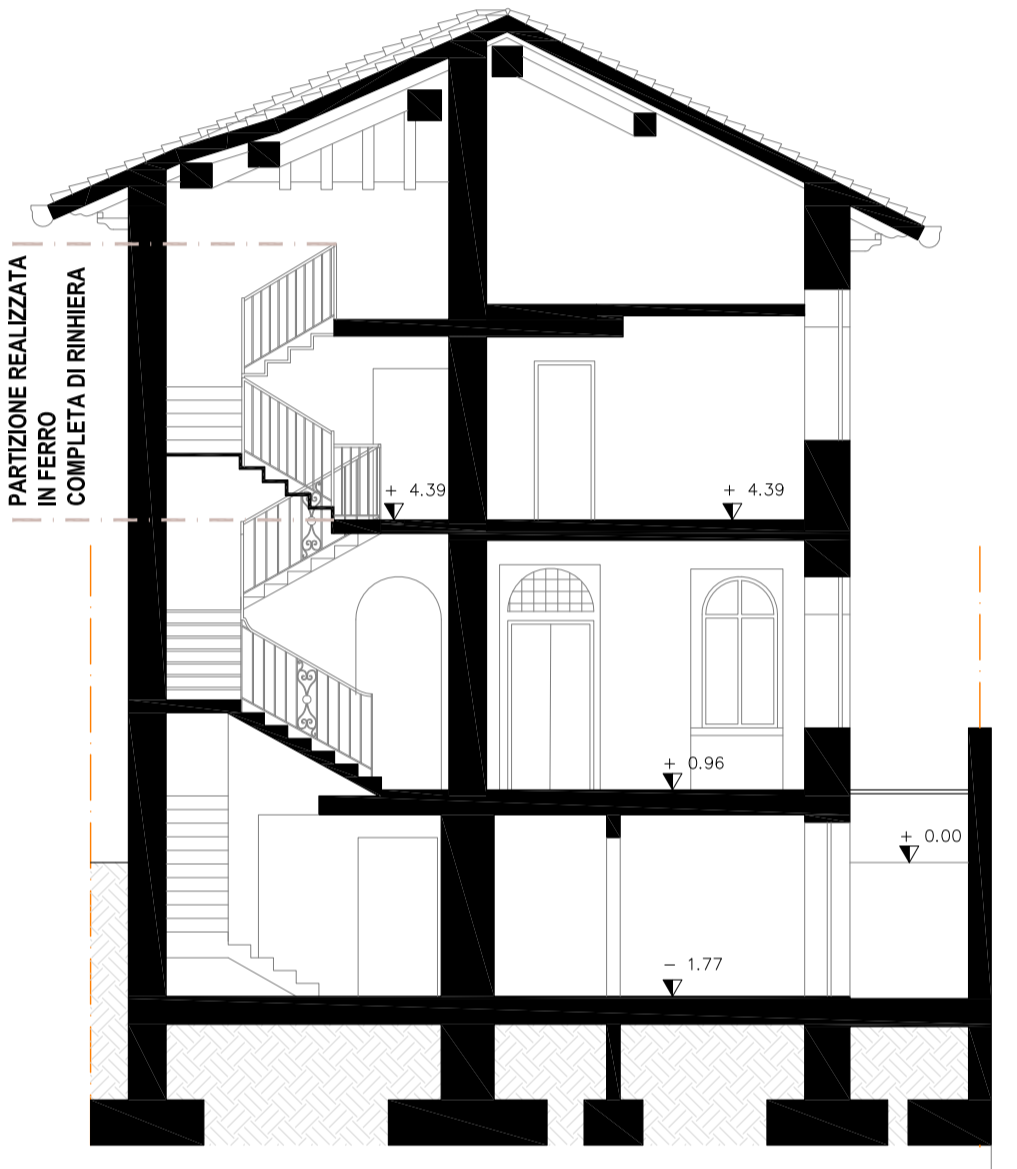 PARTIZIONE REALIZZATA
IN FERRO
COMPLETA DI RINHIERA
+ 4.39
+ 4.39
+ 0.96
+ 0.00
- 1.77